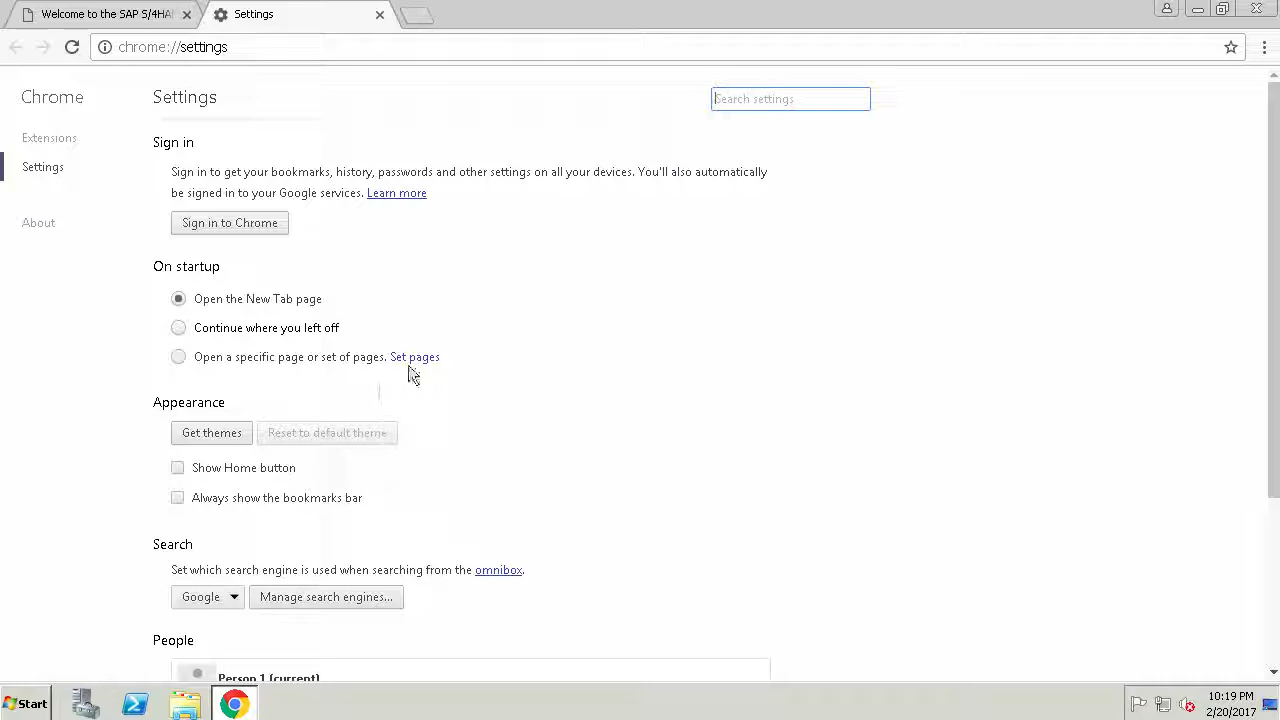 Welcome to the SAP S/4HA
Settings
chrome://settings
Chrome
Settings
Search settings
Extensions
Settings
About
Sign in
Sign in to get your bookmarks, history, passwords and other settings on all your devices. You'll also automatically
be signed in to your Google services. Learn more
Sign in to Chrome
On startup
Open the New Tab page
Continue where you left off
Open a specific page or set of pages. Set pages
Appearance
Get themes
Reset to default theme
Show Home button
Always show the bookmarks bar
Search
Set which search engine is used when searching from the omnibox.
Google
Manage search engines...
People
Person 1 (current)
Start
10:19 PM
2/20/2017